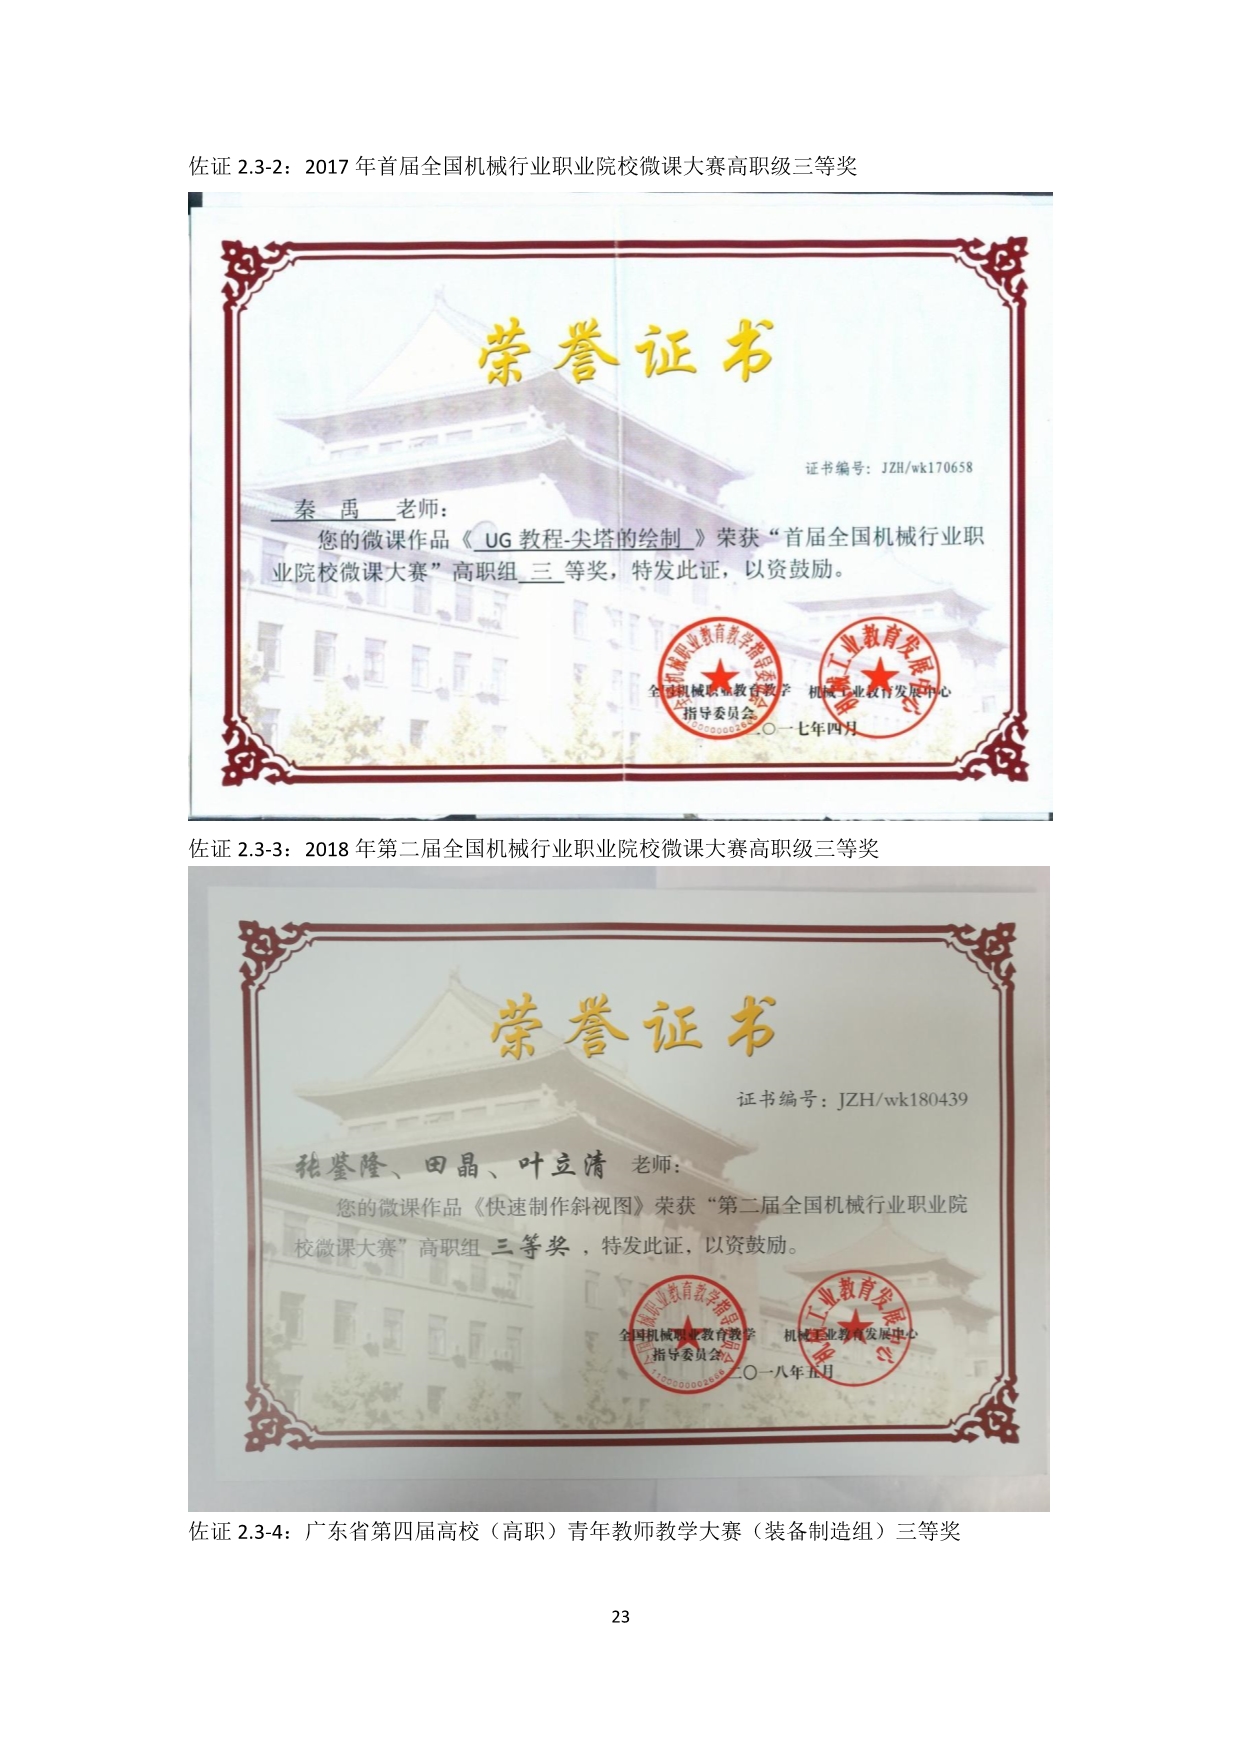 佐证 2.3-2：2017 年首届全国机械行业职业院校微课大赛高职级三等奖
荣誉证书
证书编号：JZH/wk170658
秦 禹 老师：
您的微课作品《 UG 教程-尖塔的绘制 》荣获“首届全国机械行业职
业院校微课大赛”高职组 三 等奖，特发此证，以资鼓励。
全国机械职业教育教学 机械工业教育发展中心
指导委员会
二〇一七年四月
佐证 2.3-3：2018 年第二届全国机械行业职业院校微课大赛高职级三等奖
荣誉证书
证书编号：JZH/wk180439
张鉴隆、田晶、叶立清 老师：
您的微课作品《快速制作斜视图》荣获“第二届全国机械行业职业院
校微课大赛”高职组 三等奖 ，特发此证，以资鼓励。
全国机械职业教育教学 机械工业教育发展中心
指导委员会
二〇一八年五月
佐证 2.3-4：广东省第四届高校（高职）青年教师教学大赛（装备制造组）三等奖
23